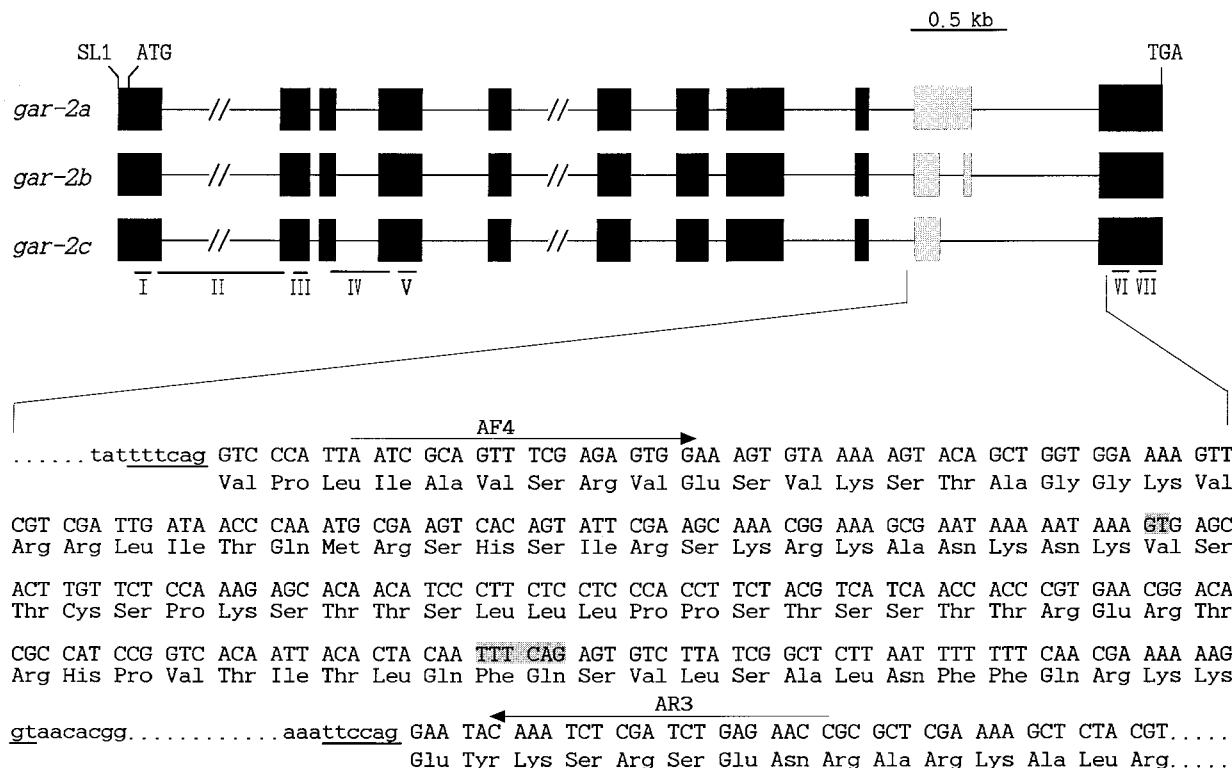 0.5 kb
SL1 ATG TGA
gar-2a
gar-2b
gar-2c
I II III IV V VI VII
AF4
......tattttcag GTC CCA TTA ATC GCA GTT TCG AGA GTG GAA AGT GTA AAA AGT ACA GCT GGT GGA AAA GTT
Val Pro Leu Ile Ala Val Ser Arg Val Glu Ser Val Lys Ser Thr Ala Gly Gly Lys Val
CGT CGA TTG ATA ACC CAA ATG CGA AGT CAC AGT ATT CGA AGC AAA CGG AAA GCG AAT AAA AAT AAA GTG AGC
Arg Arg Leu Ile Thr Gln Met Arg Ser His Ser Ile Arg Ser Lys Arg Lys Ala Asn Lys Asn Lys Val Ser
ACT TGT TCT CCA AAG AGC ACA ACA TCC CTT CTC CTC CCA CCT TCT ACG TCA TCA ACC ACC CGT GAA CGG ACA
Thr Cys Ser Pro Lys Ser Thr Thr Ser Leu Leu Leu Pro Pro Ser Thr Ser Ser Thr Thr Arg Glu Arg Thr
CGC CAT CCG GTC ACA ATT ACA CTA CAA TTT CAG AGT GTC TTA TCG GCT CTT AAT TTT TTT CAA CGA AAA AAG
Arg His Pro Val Thr Ile Thr Leu Gln Phe Gln Ser Val Leu Ser Ala Leu Asn Phe Phe Gln Arg Lys Lys
AR3
gtaacacgg............aaattccag GAA TAC AAA TCT CGA TCT GAG AAC CGC GCT CGA AAA GCT CTA CGT.....
Glu Tyr Lys Ser Arg Ser Glu Asn Arg Ala Arg Lys Ala Leu Arg.....